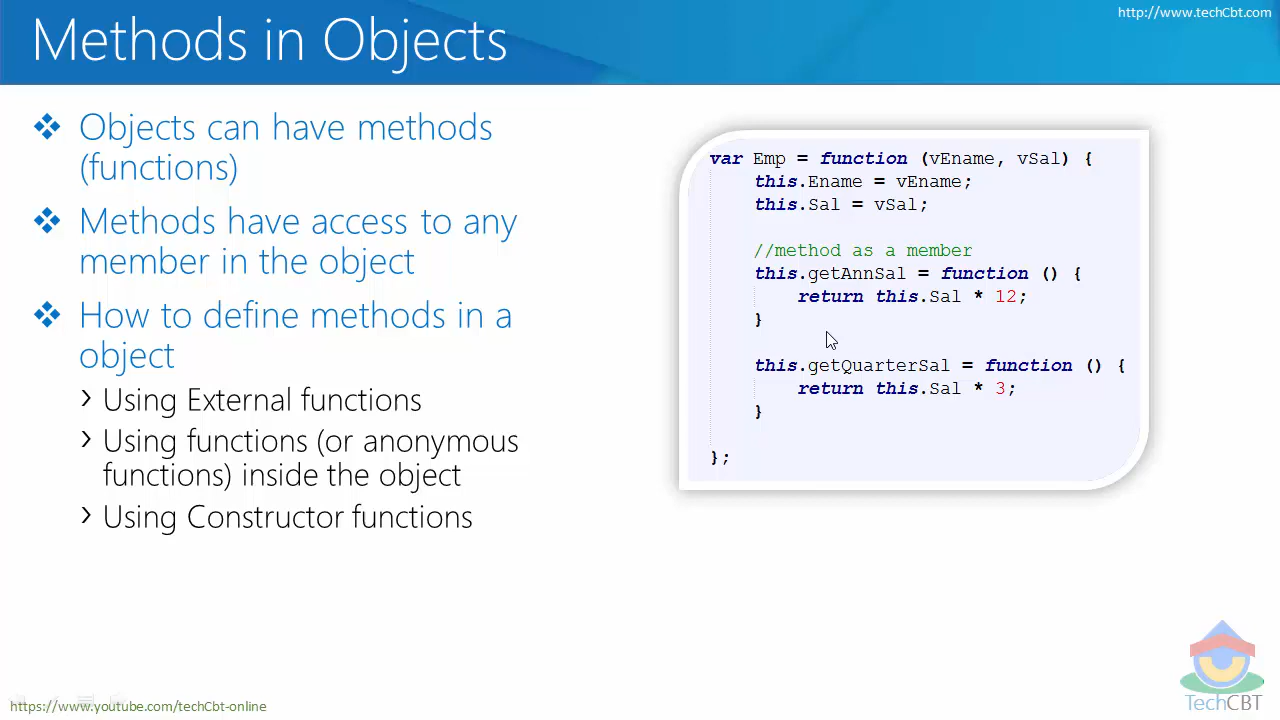 http://www.techCbt.com
Methods in Objects
Objects can have methods
(functions)
Methods have access to any
member in the object
How to define methods in a
object
Using External functions
Using functions (or anonymous
functions) inside the object
Using Constructor functions
var Emp = function (vEname, vSal) {
this.Ename = vEname;
this.Sal = vSal;
//method as a member
this.getAnnSal = function () {
return this.Sal * 12;
}
this.getQuarterSal = function () {
return this.Sal * 3;
}
};
https://www.youtube.com/techCbt-online
TechCBT